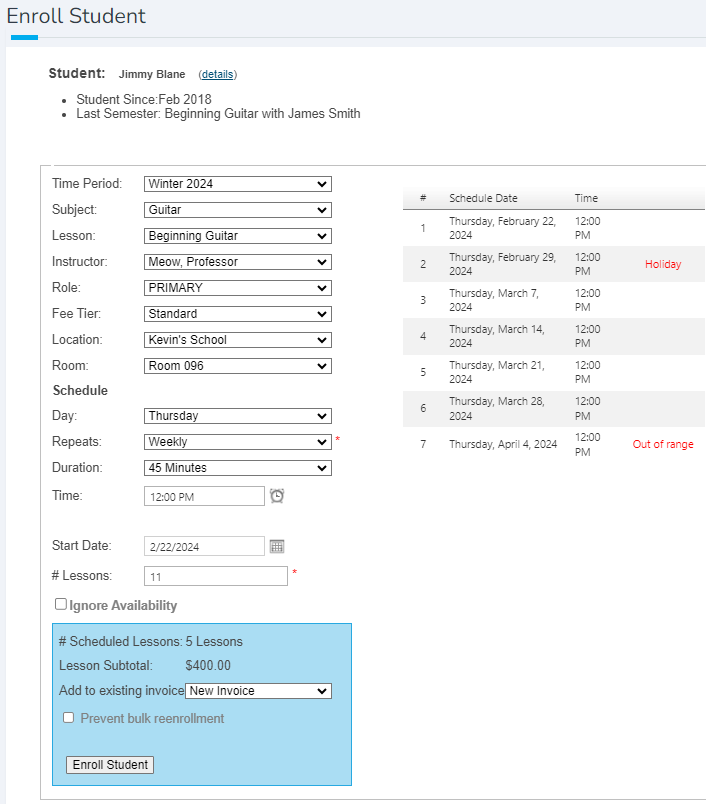 Enroll Student
Student: Jimmy Blane (details)
• Student Since:Feb 2018
• Last Semester: Beginning Guitar with James Smith
Time Period: Winter 2024
Subject: Guitar
Lesson: Beginning Guitar
Instructor: Meow, Professor
Role: PRIMARY
Fee Tier: Standard
Location: Kevin's School
Room: Room 096
Schedule
Day: Thursday
Repeats: Weekly *
Duration: 45 Minutes
Time: 12:00 PM
Start Date: 2/22/2024
# Lessons: 11 *
Ignore Availability
# Scheduled Lessons: 5 Lessons
Lesson Subtotal: $400.00
Add to existing invoice New Invoice
Prevent bulk reenrollment
Enroll Student
# Schedule Date Time
1 Thursday, February 22, 12:00
2024 PM
2 Thursday, February 29, 12:00 Holiday
2024 PM
3 Thursday, March 7, 12:00
2024 PM
4 Thursday, March 14, 12:00
2024 PM
5 Thursday, March 21, 12:00
2024 PM
6 Thursday, March 28, 12:00
2024 PM
7 Thursday, April 4, 2024 12:00 Out of range
PM